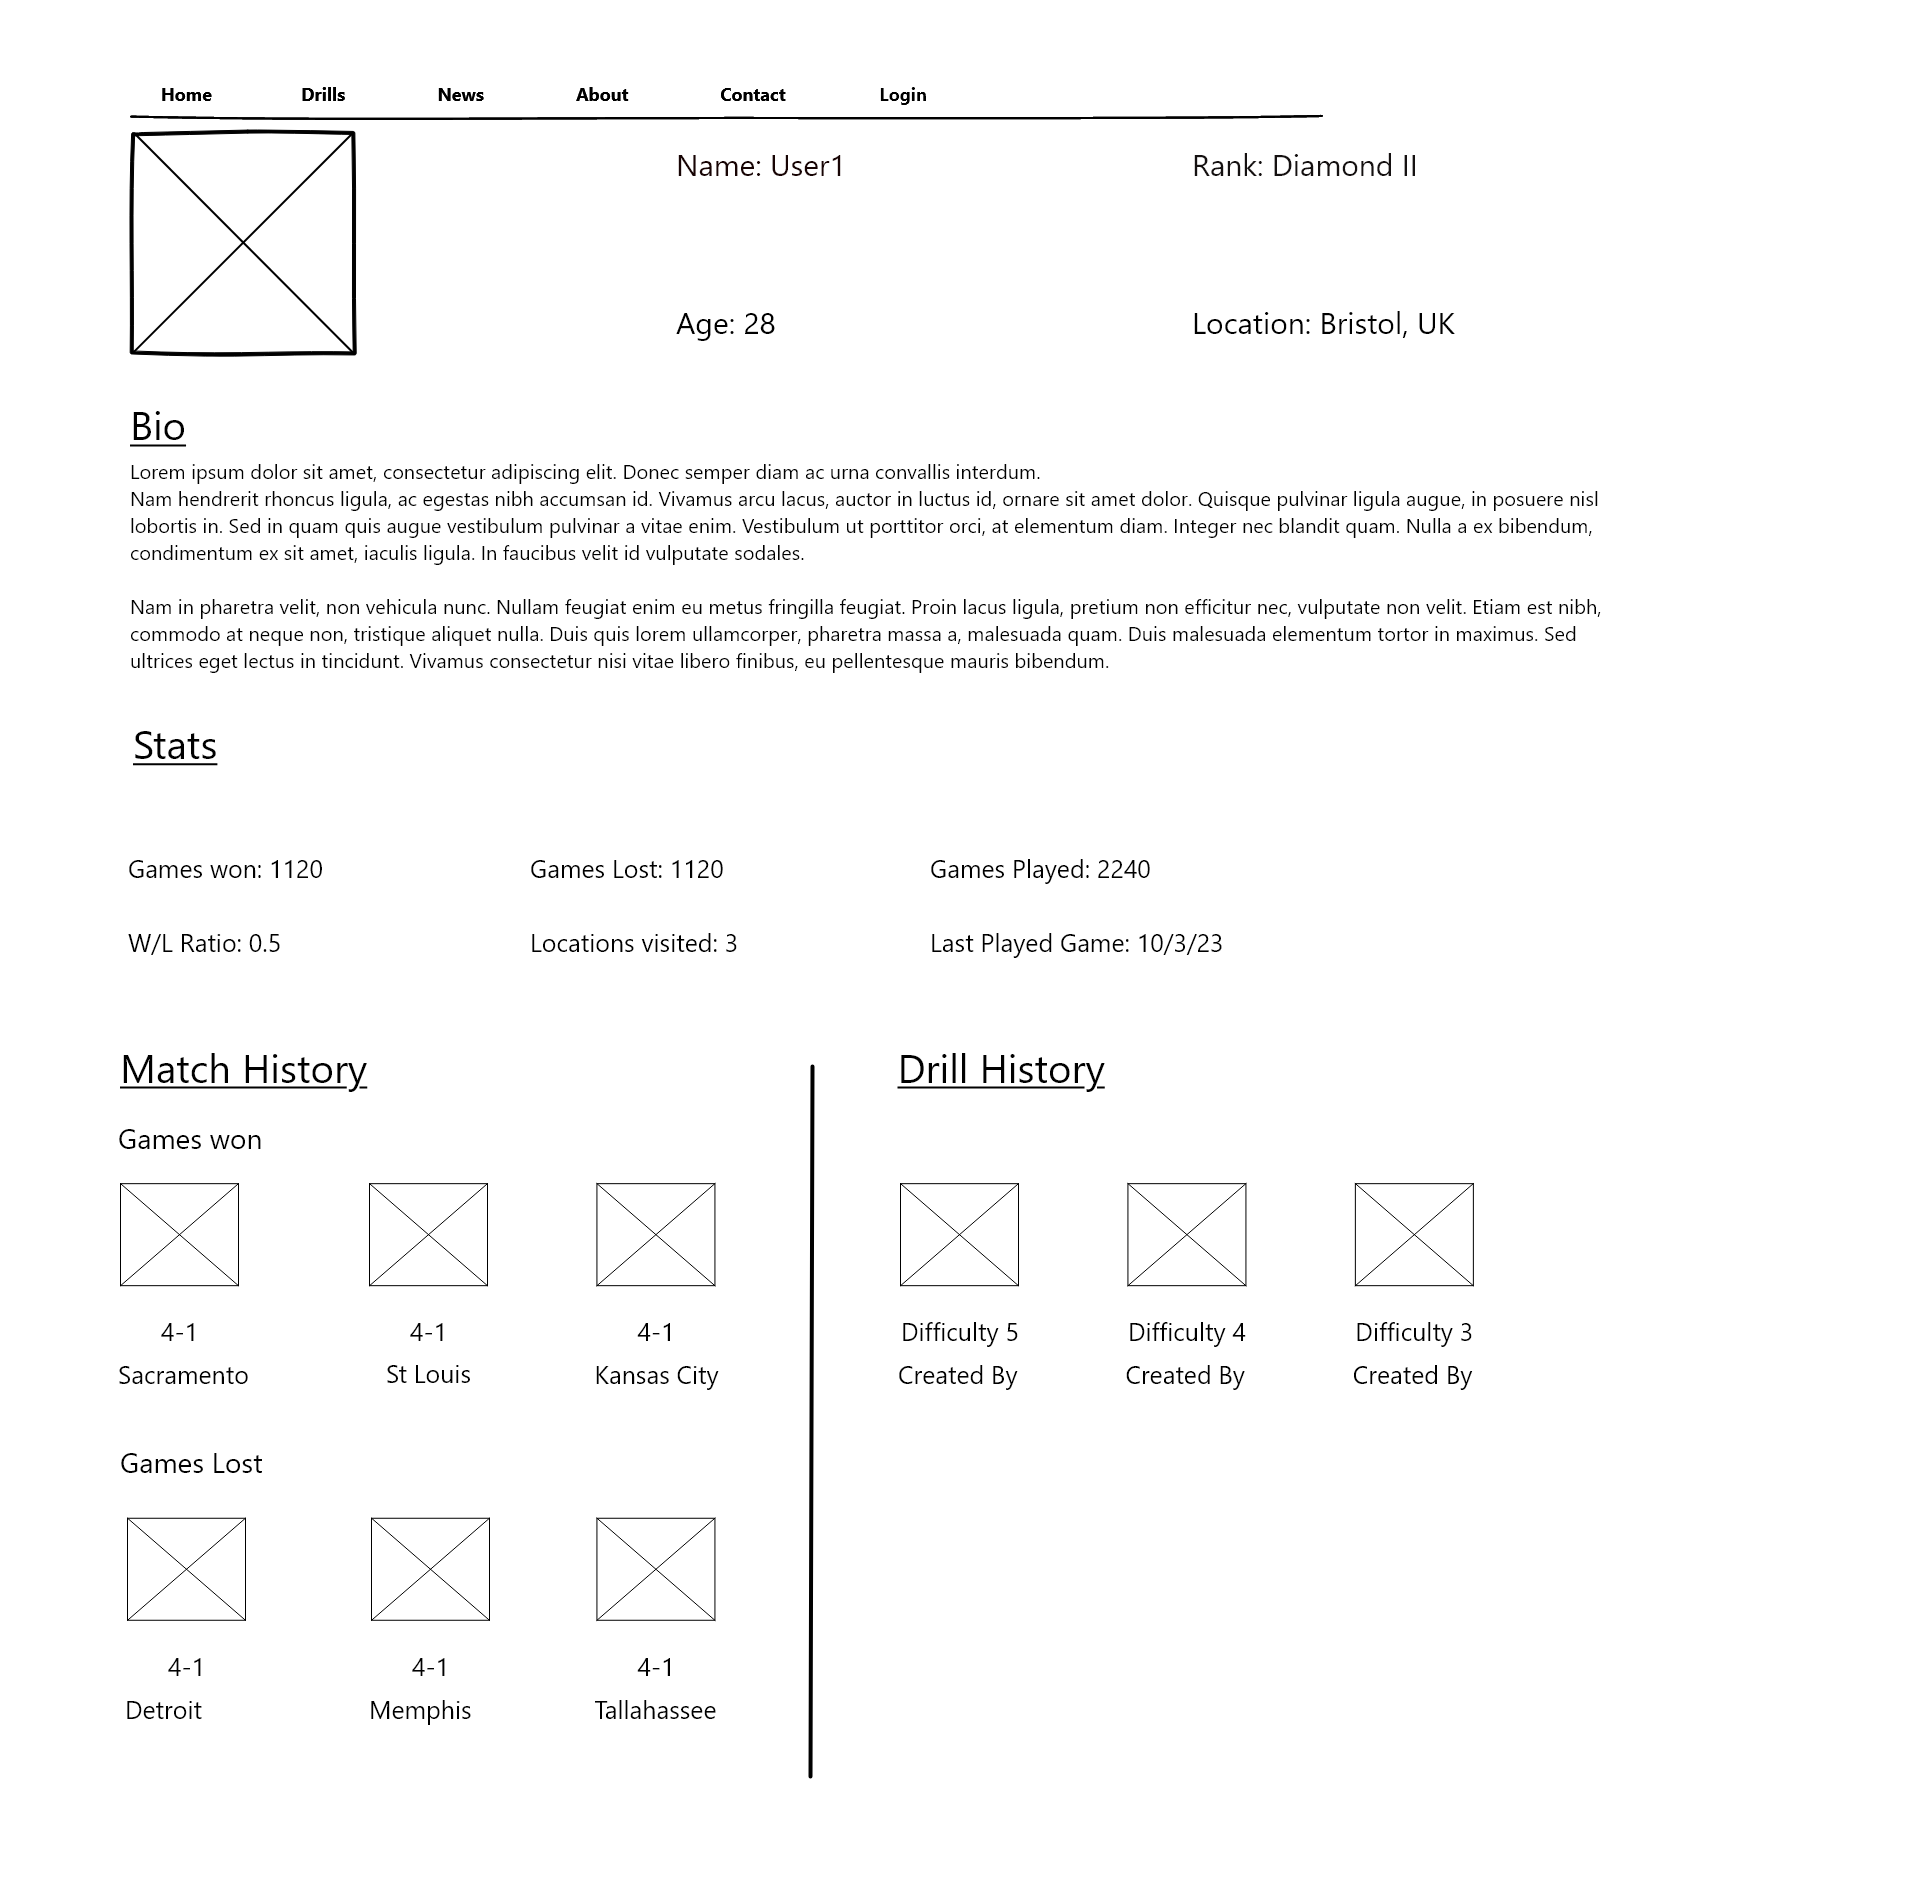 Home Drills News About Contact Login
Name: User1 Rank: Diamond II
Age: 28 Location: Bristol, UK
Bio
Lorem ipsum dolor sit amet, consectetur adipiscing elit. Donec semper diam ac urna convallis interdum.
Nam hendrerit rhoncus ligula, ac egestas nibh accumsan id. Vivamus arcu lacus, auctor in luctus id, ornare sit amet dolor. Quisque pulvinar ligula augue, in posuere nisl
lobortis in. Sed in quam quis augue vestibulum pulvinar a vitae enim. Vestibulum ut porttitor orci, at elementum diam. Integer nec blandit quam. Nulla a ex bibendum,
condimentum ex sit amet, iaculis ligula. In faucibus velit id vulputate sodales.
Nam in pharetra velit, non vehicula nunc. Nullam feugiat enim eu metus fringilla feugiat. Proin lacus ligula, pretium non efficitur nec, vulputate non velit. Etiam est nibh,
commodo at neque non, tristique aliquet nulla. Duis quis lorem ullamcorper, pharetra massa a, malesuada quam. Duis malesuada elementum tortor in maximus. Sed
ultrices eget lectus in tincidunt. Vivamus consectetur nisi vitae libero finibus, eu pellentesque mauris bibendum.
Stats
Games won: 1120 Games Lost: 1120 Games Played: 2240
W/L Ratio: 0.5 Locations visited: 3 Last Played Game: 10/3/23
Match History
Games won
4-1 4-1 4-1
Sacramento St Louis Kansas City
Games Lost
4-1 4-1 4-1
Detroit Memphis Tallahassee
Drill History
Difficulty 5 Difficulty 4 Difficulty 3
Created By Created By Created By